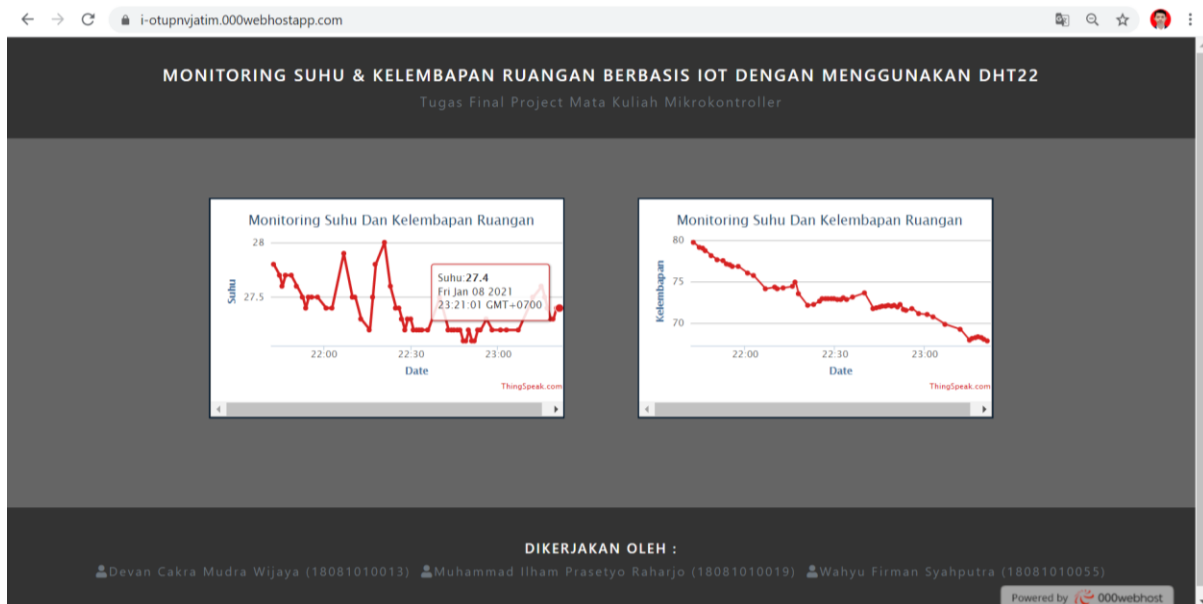 i-otupnvjatim.000webhostapp.com
MONITORING SUHU & KELEMBAPAN RUANGAN BERBASIS IOT DENGAN MENGGUNAKAN DHT22
Tugas Final Project Mata Kuliah Mikrokontroller
Monitoring Suhu Dan Kelembapan Ruangan
28
27.5
Suhu
Suhu:27.4
Fri Jan 08 2021
23:21:01 GMT+0700
22:00 22:30 23:00
Date
ThingSpeak.com
Monitoring Suhu Dan Kelembapan Ruangan
80
75
70
Kelembapan
22:00 22:30 23:00
Date
ThingSpeak.com
DIKERJAKAN OLEH :
Devan Cakra Mudra Wijaya (18081010013) Muhammad Ilham Prasetyo Raharjo (18081010019) Wahyu Firman Syahputra (18081010055)
Powered by 000webhost